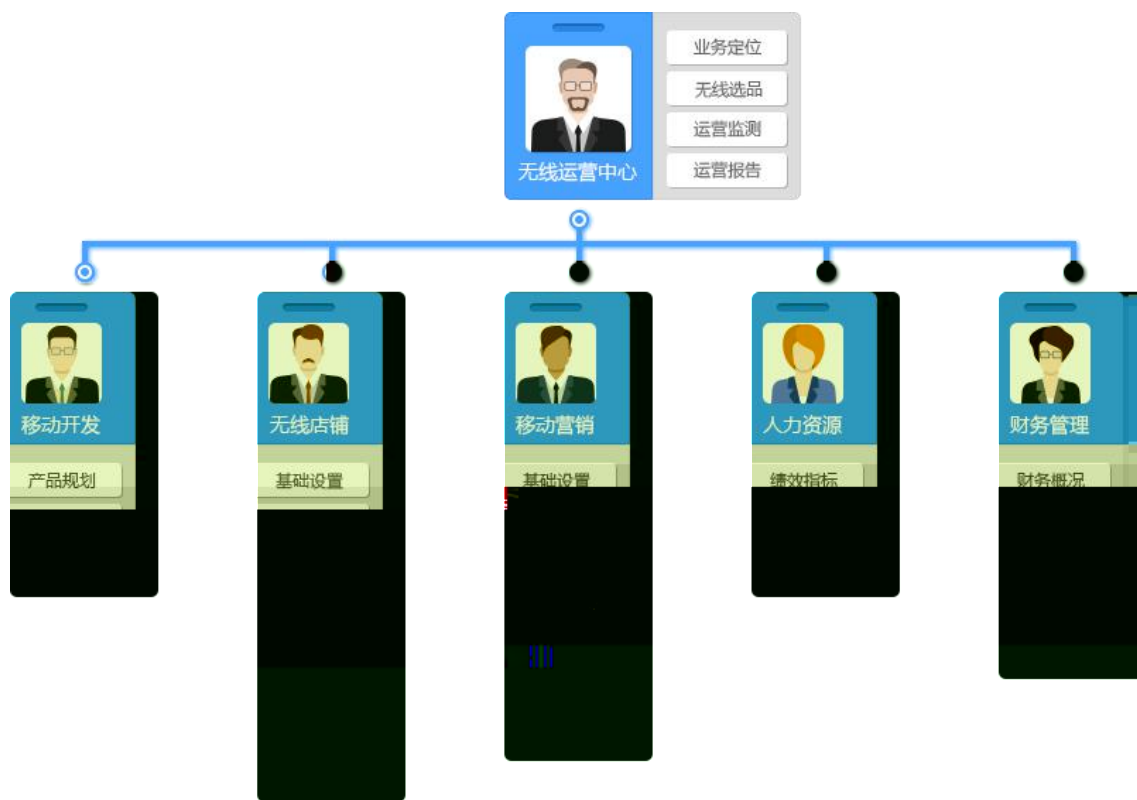 业务定位
无线选品
运营监测
运营报告
无线运营中心
移动开发
无线店铺
移动营销
人力资源
财务管理
产品规划
基础设置
基础设置
绩效指标
财务概况